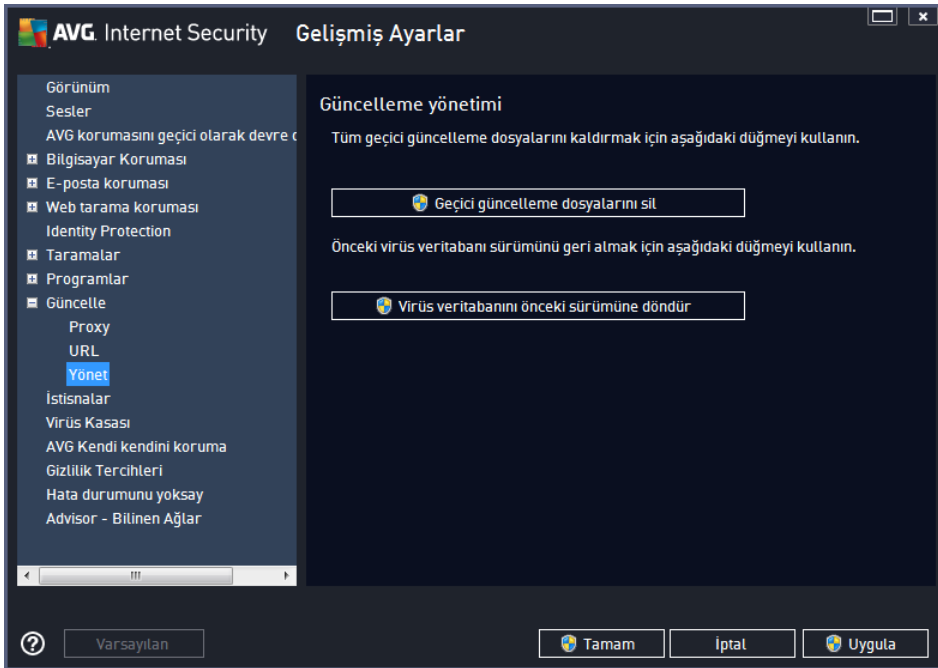 AVG. Internet Security Gelişmiş Ayarlar
Görünüm
Sesler
AVG korumasını geçici olarak devre
Bilgisayar Koruması
E-posta koruması
Web tarama koruması
Identity Protection
Taramalar
Programlar
Güncelle
Proxy
URL
Yönet
İstisnalar
Virüs Kasası
AVG Kendi kendini koruma
Gizlilik Tercihleri
Hata durumunu yoksay
Advisor - Bilinen Ağlar
Güncelleme yönetimi
Tüm geçici güncelleme dosyalarını kaldırmak için aşağıdaki düğmeyi kullanın.
Geçici güncelleme dosyalarını sil
Önceki virüs veritabanı sürümünü geri almak için aşağıdaki düğmeyi kullanın.
Virüs veritabanını önceki sürümüne döndür
Varsayılan
Tamam
İptal
Uygula